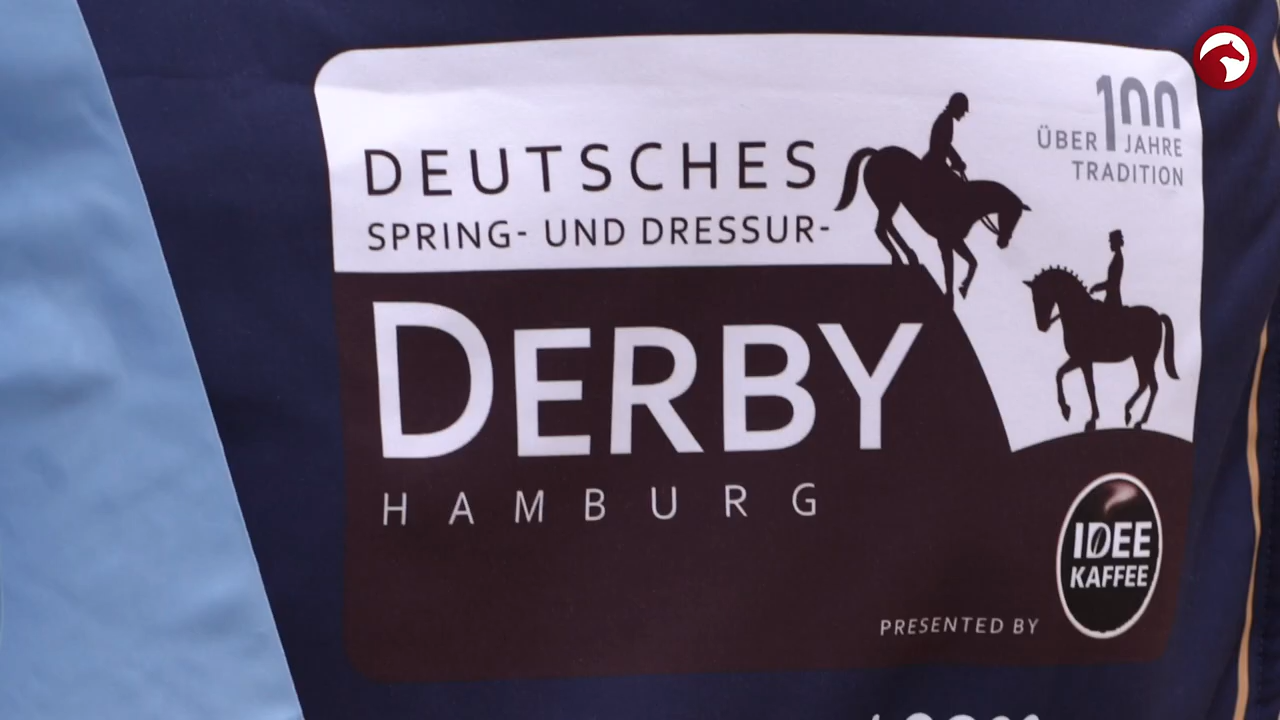 DEUTSCHES
SPRING- UND DRESSUR-
DERBY
HAMBURG
100
ÜBER JAHRE
TRADITION
PRESENTED BY
IDEE
KAFFEE